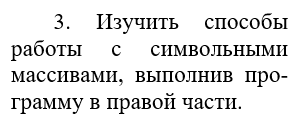 3. Изучить способы
работы с символьными
массивами, выполнив про-
грамму в правой части.